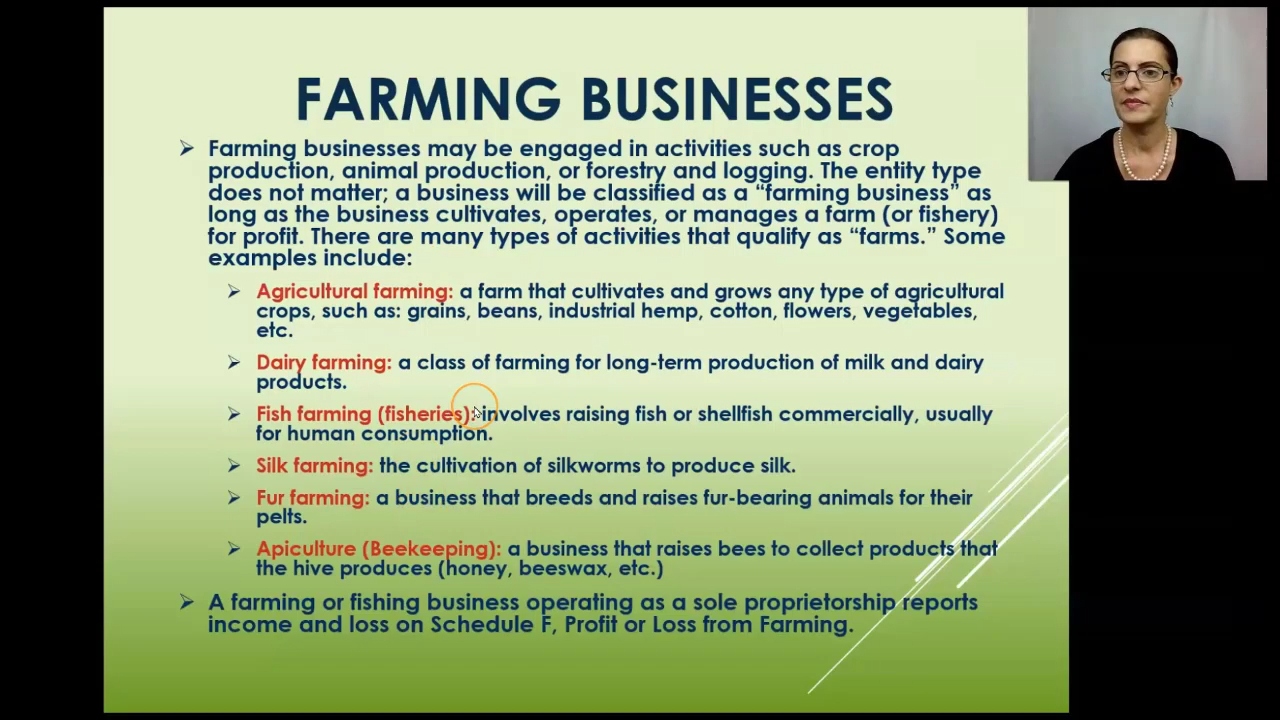 FARMING BUSINESSES
Farming businesses may be engaged in activities such as crop
production, animal production, or forestry and logging. The entity type
does not matter; a business will be classified as a “farming business” as
long as the business cultivates, operates, or manages a farm (or fishery)
for profit. There are many types of activities that qualify as “farms.” Some
examples include:
Agricultural farming: a farm that cultivates and grows any type of agricultural
crops, such as: grains, beans, industrial hemp, cotton, flowers, vegetables,
etc.
Dairy farming: a class of farming for long-term production of milk and dairy
products.
Fish farming (fisheries): involves raising fish or shellfish commercially, usually
for human consumption.
Silk farming: the cultivation of silkworms to produce silk.
Fur farming: a business that breeds and raises fur-bearing animals for their
pelts.
Apiculture (Beekeeping): a business that raises bees to collect products that
the hive produces (honey, beeswax, etc.)
A farming or fishing business operating as a sole proprietorship reports
income and loss on Schedule F, Profit or Loss from Farming.